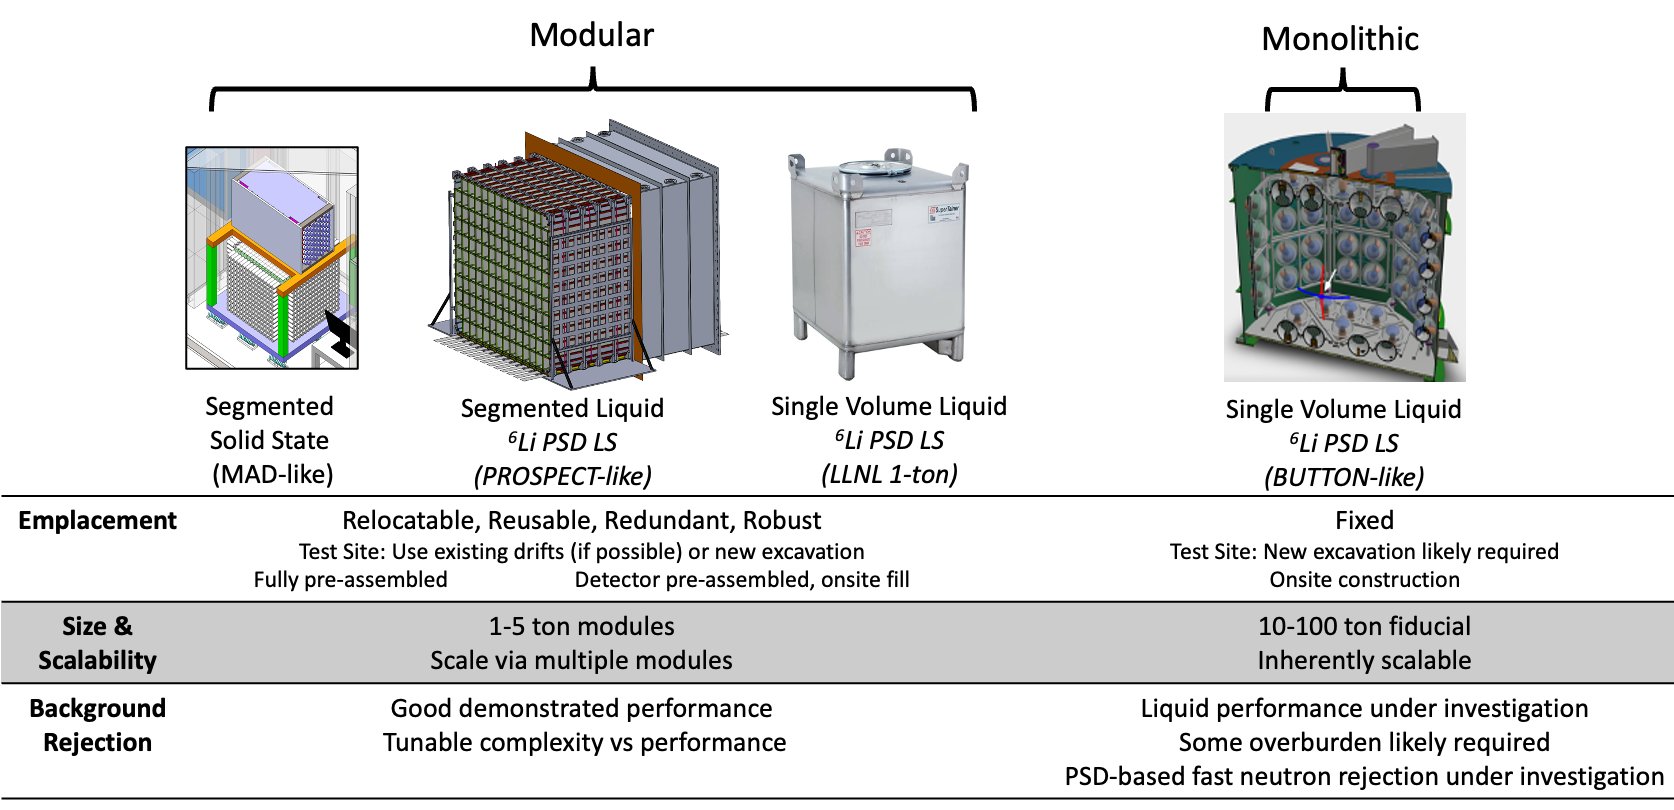 Modular
Monolithic
SuperTainer
Segmented
Solid State
(MAD-like)
Segmented Liquid
⁶Li PSD LS
(PROSPECT-like)
Single Volume Liquid
⁶Li PSD LS
(LLNL 1-ton)
Single Volume Liquid
⁶Li PSD LS
(BUTTON-like)
Emplacement
Relocatable, Reusable, Redundant, Robust
Test Site: Use existing drifts (if possible) or new excavation
Fully pre-assembled
Detector pre-assembled, onsite fill
Fixed
Test Site: New excavation likely required
Onsite construction
Size &
Scalability
1-5 ton modules
Scale via multiple modules
10-100 ton fiducial
Inherently scalable
Background
Rejection
Good demonstrated performance
Tunable complexity vs performance
Liquid performance under investigation
Some overburden likely required
PSD-based fast neutron rejection under investigation